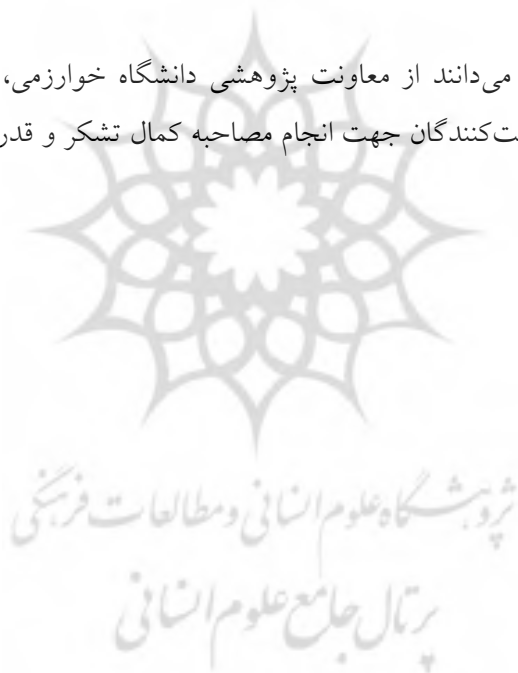 می‌دانند از معاونت پژوهشی دانشگاه خوارزمی،
ت‌کنندگان جهت انجام مصاحبه کمال تشکر و قدر
پژوهشگاه علوم انسانی و مطالعات فرهنگی
پرتال جامع علوم انسانی